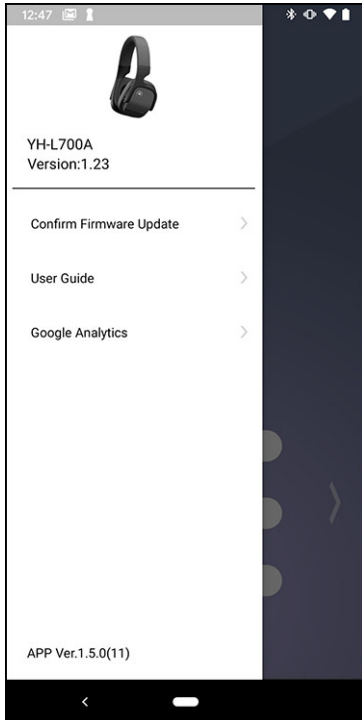 12:47
YH-L700A
Version:1.23
Confirm Firmware Update
User Guide
Google Analytics
APP Ver.1.5.0(11)